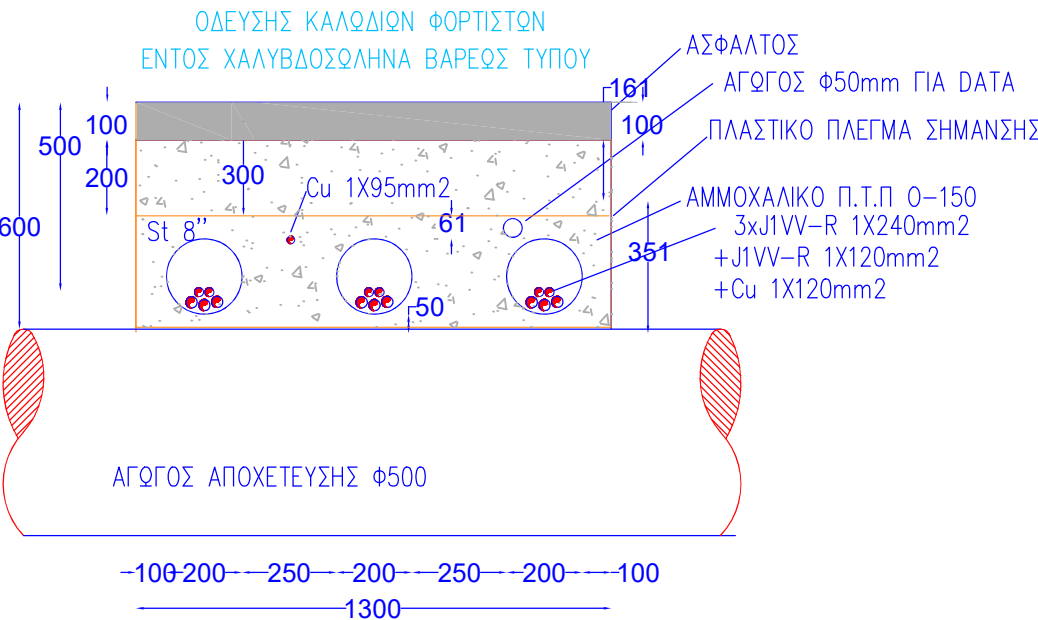 ΟΔΕΥΣΗΣ ΚΑΛΩΔΙΩΝ ΦΟΡΤΙΣΤΩΝ
ΕΝΤΟΣ ΧΑΛΥΒΔΟΣΩΛΗΝΑ ΒΑΡΕΩΣ ΤΥΠΟΥ
ΑΣΦΑΛΤΟΣ
161
ΑΓΩΓΟΣ Φ50mm ΓΙΑ DATA
100
500
100
ΠΛΑΣΤΙΚΟ ΠΛΕΓΜΑ ΣΗΜΑΝΣΗΣ
200
300
Cu 1X95mm2
ΑΜΜΟΧΑΛΙΚΟ Π.Τ.Π Ο-150
600
St 8''
61
3xJ1VV-R 1X240mm2
351
+J1VV-R 1X120mm2
+Cu 1X120mm2
50
ΑΓΩΓΟΣ ΑΠΟΧΕΤΕΥΣΗΣ Φ500
100 200 250 200 250 200 100
1300